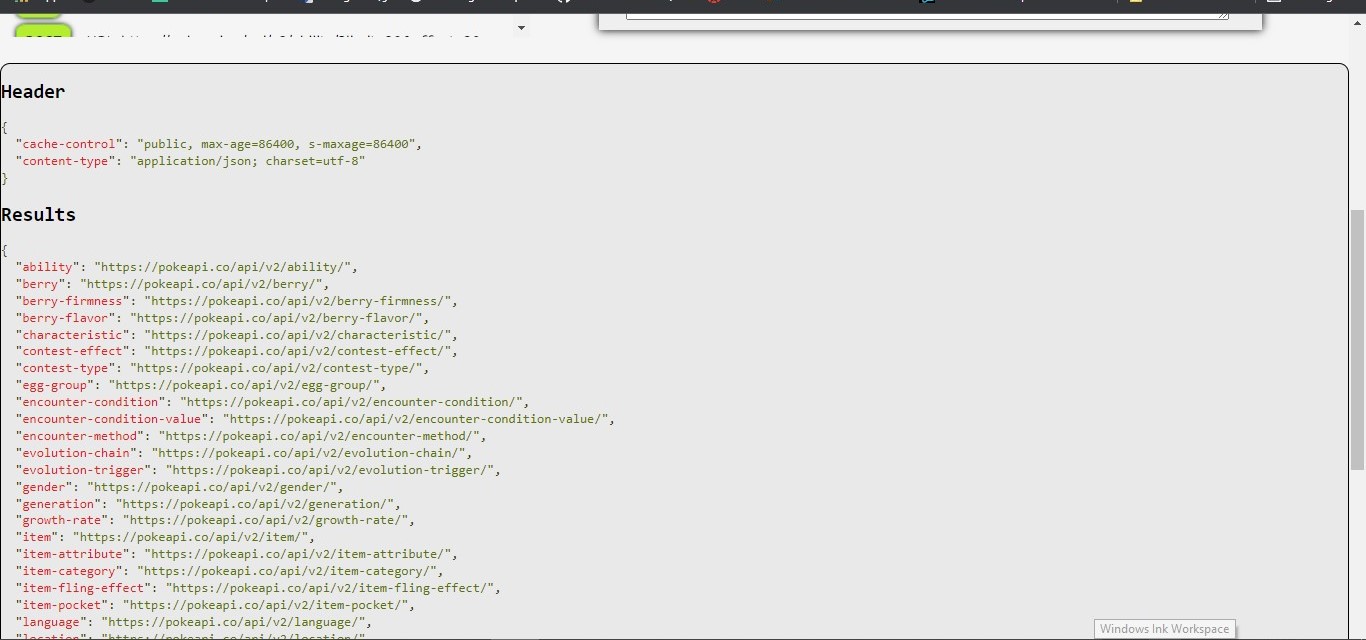 Header
{
"cache-control": "public, max-age=86400, s-maxage=86400",
"content-type": "application/json; charset=utf-8"
}
Results
{
"ability": "https://pokeapi.co/api/v2/ability/",
"berry": "https://pokeapi.co/api/v2/berry/",
"berry-firmness": "https://pokeapi.co/api/v2/berry-firmness/",
"berry-flavor": "https://pokeapi.co/api/v2/berry-flavor/",
"characteristic": "https://pokeapi.co/api/v2/characteristic/",
"contest-effect": "https://pokeapi.co/api/v2/contest-effect/",
"contest-type": "https://pokeapi.co/api/v2/contest-type/",
"egg-group": "https://pokeapi.co/api/v2/egg-group/",
"encounter-condition": "https://pokeapi.co/api/v2/encounter-condition/",
"encounter-condition-value": "https://pokeapi.co/api/v2/encounter-condition-value/",
"encounter-method": "https://pokeapi.co/api/v2/encounter-method/",
"evolution-chain": "https://pokeapi.co/api/v2/evolution-chain/",
"evolution-trigger": "https://pokeapi.co/api/v2/evolution-trigger/",
"gender": "https://pokeapi.co/api/v2/gender/",
"generation": "https://pokeapi.co/api/v2/generation/",
"growth-rate": "https://pokeapi.co/api/v2/growth-rate/",
"item": "https://pokeapi.co/api/v2/item/",
"item-attribute": "https://pokeapi.co/api/v2/item-attribute/",
"item-category": "https://pokeapi.co/api/v2/item-category/",
"item-fling-effect": "https://pokeapi.co/api/v2/item-fling-effect/",
"item-pocket": "https://pokeapi.co/api/v2/item-pocket/",
"language": "https://pokeapi.co/api/v2/language/",
"location": "https://pokeapi.co/api/v2/location/"
Windows Ink Workspace